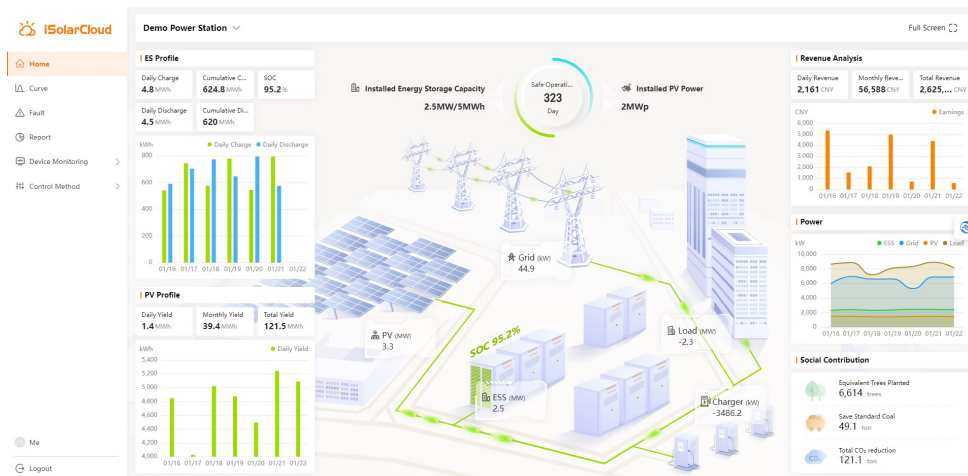 iSolarCloud
Home
Curve
Fault
Report
Device Monitoring
Control Method
Me
Logout
Demo Power Station
Full Screen
ES Profile
Daily Charge
4.8 MWh
Cumulative C...
624.8 MWh
SOC
95.2 %
Daily Discharge
4.5 MWh
Cumulative Di...
620 MWh
kWh
Daily Charge
Daily Discharge
800
600
400
200
0
01/16 01/17 01/18 01/19 01/20 01/21 01/22
PV Profile
Daily Yield
1.4 MWh
Monthly Yield
39.4 MWh
Total Yield
121.5 MWh
kWh
Daily Yield
5,400
5,200
5,000
4,800
4,600
4,400
4,200
01/16 01/17 01/18 01/19 01/20 01/21 01/22
Installed Energy Storage Capacity
2.5MW/5MWh
Safe Operati...
323
Day
Installed PV Power
2MWp
Grid (kW)
44.9
PV (MW)
3.3
SOC 95.2%
ESS (MW)
2.5
Load (MW)
-2.3
Charger (kW)
-3486.2
Revenue Analysis
Daily Revenue
2,161 CNY
Monthly Reve...
56,588 CNY
Total Revenue
2,625,... CNY
CNY
Earnings
6,000
5,000
4,000
3,000
2,000
1,000
0
01/16 01/17 01/18 01/19 01/20 01/21 01/22
Power
kW
ESS
Grid
PV
Load
10,000
8,000
6,000
4,000
2,000
0
01/16 01/17 01/18 01/19 01/20 01/21 01/22
Social Contribution
Equivalent Trees Planted
6,614 trees
Save Standard Coal
49.1 ton
CO₂
Total CO₂ reduction
121.1 ton